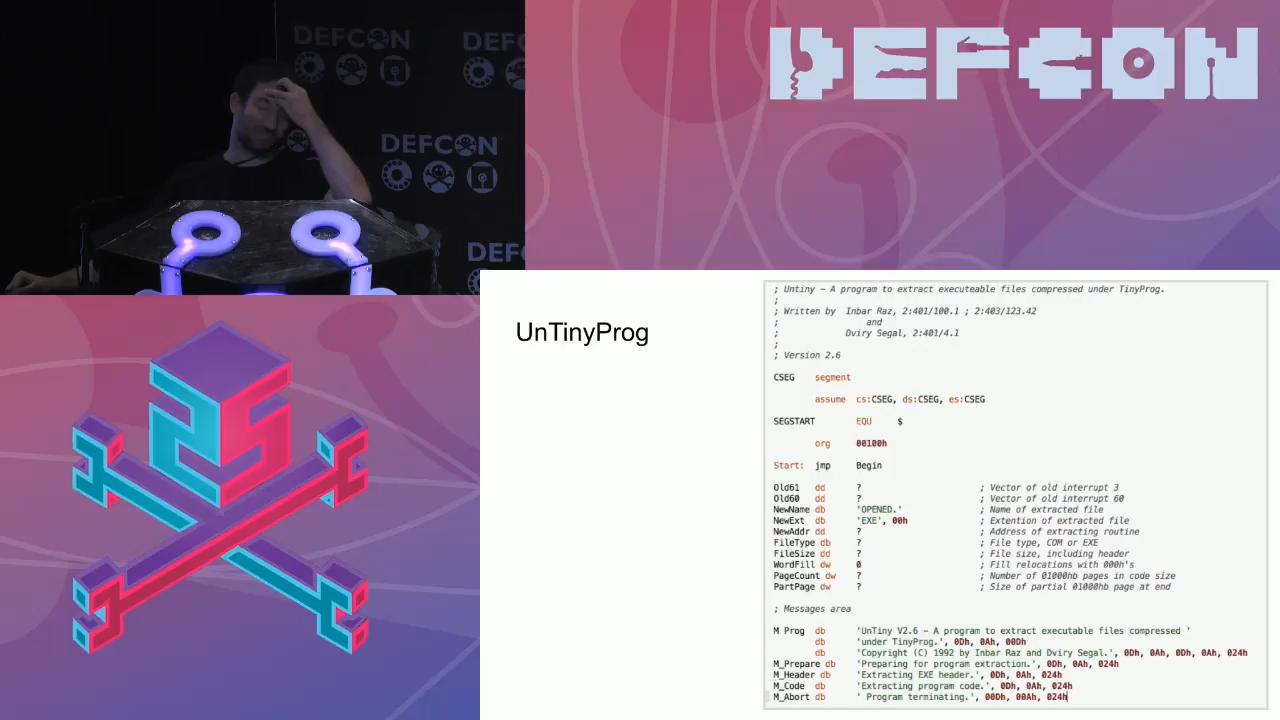 DEFCON
DEFC
DEFCON
DEF
DEFCON
UnTinyProg
; Untiny - A program to extract executeable files compressed under TinyProg.
;
; Written by  Inbar Raz, 2:401/100.1 ; 2:403/123.42
;             and
;             Dviry Segal, 2:401/4.1
;
; Version 2.6
CSEG segment
assume cs:CSEG, ds:CSEG, es:CSEG
SEGSTART EQU $
org 00100h
Start: jmp Begin
Old61 dd ? ; Vector of old interrupt 3
Old60 dd ? ; Vector of old interrupt 60
NewName db 'OPENED.' ; Name of extracted file
NewExt db 'EXE', 00h ; Extention of extracted file
NewAddr dd ? ; Address of extracting routine
FileType db ? ; File type, COM or EXE
FileSize dd ? ; File size, including header
WordFill dw 0 ; Fill relocations with 000h's
PageCount dw ? ; Number of 01000hb pages in code size
PartPage dw ? ; Size of partial 01000hb page at end
; Messages area
M_Prog db 'UnTiny V2.6 - A program to extract executable files compressed '
db 'under TinyProg.', 0Dh, 0Ah, 00Dh
db 'Copyright (C) 1992 by Inbar Raz and Dviry Segal.', 0Dh, 0Ah, 0Dh, 0Ah, 024h
M_Prepare db 'Preparing for program extraction.', 0Dh, 0Ah, 024h
M_Header db 'Extracting EXE header.', 0Dh, 0Ah, 024h
M_Code db 'Extracting program code.', 0Dh, 0Ah, 024h
M_Abort db ' Program terminating.', 00Dh, 00Ah, 024h